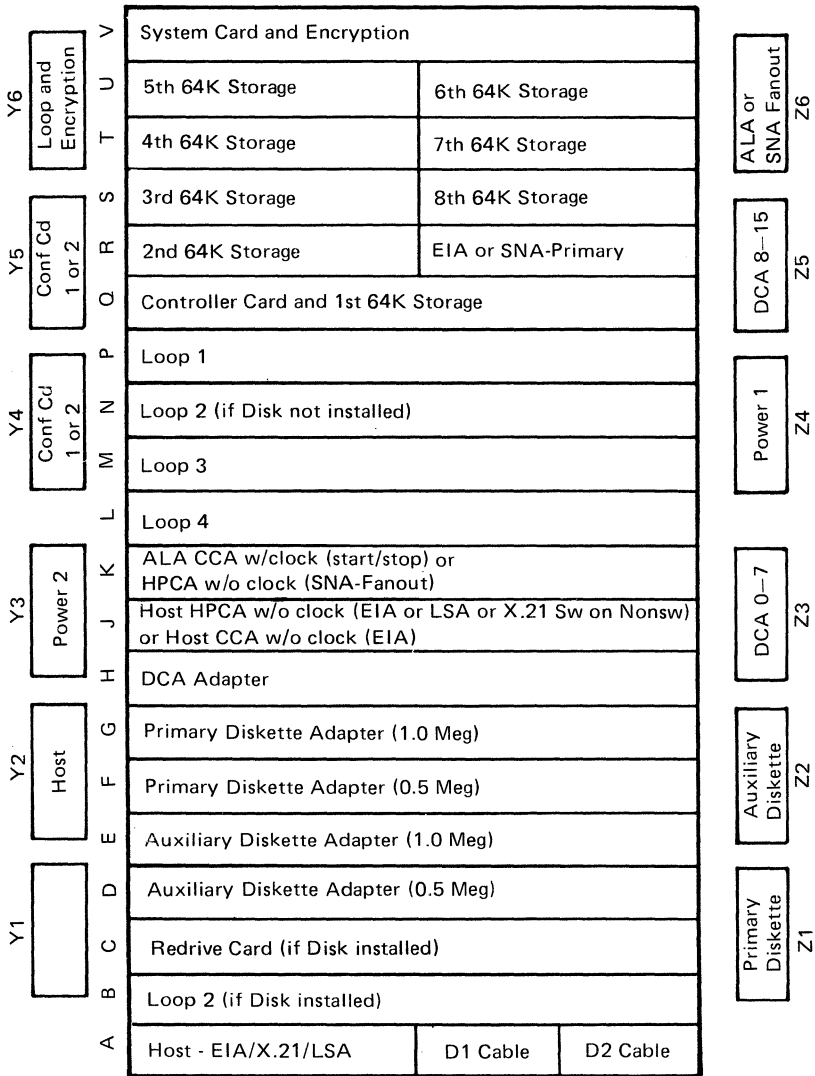 V
System Card and Encryption
U
5th 64K Storage
6th 64K Storage
T
4th 64K Storage
7th 64K Storage
S
3rd 64K Storage
8th 64K Storage
R
2nd 64K Storage
EIA or SNA-Primary
Q
Controller Card and 1st 64K Storage
P
Loop 1
N
Loop 2 (if Disk not installed)
M
Loop 3
L
Loop 4
K
ALA CCA w/clock (start/stop) or
HPCA w/o clock (SNA-Fanout)
J
Host HPCA w/o clock (EIA or LSA or X.21 Sw on Nonsw)
or Host CCA w/o clock (EIA)
H
DCA Adapter
G
Primary Diskette Adapter (1.0 Meg)
F
Primary Diskette Adapter (0.5 Meg)
E
Auxiliary Diskette Adapter (1.0 Meg)
D
Auxiliary Diskette Adapter (0.5 Meg)
C
Redrive Card (if Disk installed)
B
Loop 2 (if Disk installed)
A
Host - EIA/X.21/LSA
D1 Cable
D2 Cable
Y6
Loop and
Encryption
Y5
Conf Cd
1 or 2
Y4
Conf Cd
1 or 2
Y3
Power 2
Y2
Host
Y1
ALA or
SNA Fanout
Z6
DCA 8–15
Z5
Power 1
Z4
DCA 0–7
Z3
Auxiliary
Diskette
Z2
Primary
Diskette
Z1